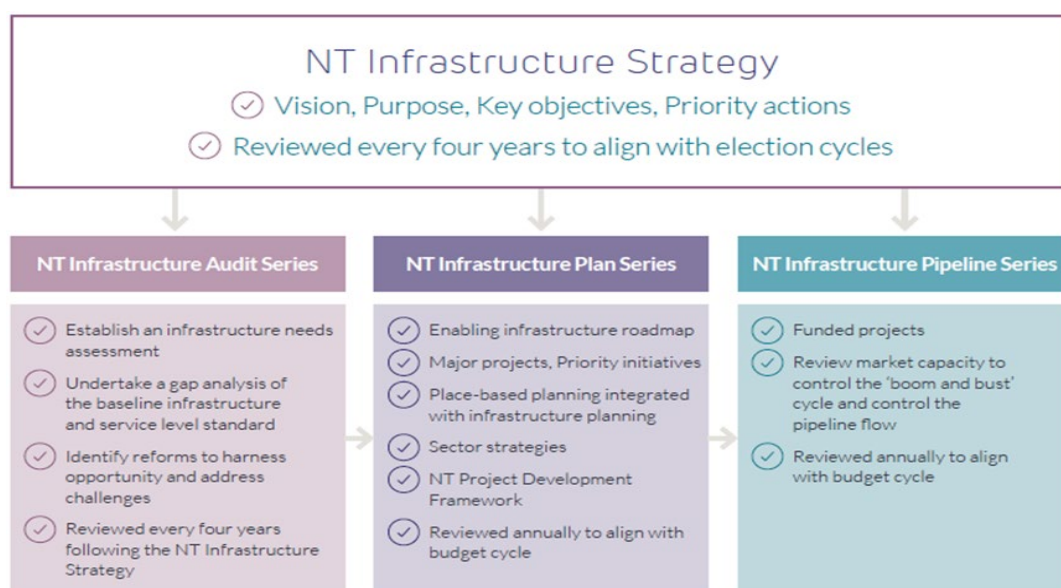 NT Infrastructure Strategy
Vision, Purpose, Key objectives, Priority actions
Reviewed every four years to align with election cycles
NT Infrastructure Audit Series
Establish an infrastructure needs
assessment
Undertake a gap analysis of
the baseline infrastructure
and service level standard
Identify reforms to harness
opportunity and address
challenges
Reviewed every four years
following the NT Infrastructure
Strategy
NT Infrastructure Plan Series
Enabling infrastructure roadmap
Major projects, Priority initiatives
Place-based planning integrated
with infrastructure planning
Sector strategies
NT Project Development
Framework
Reviewed annually to align with
budget cycle
NT Infrastructure Pipeline Series
Funded projects
Review market capacity to
control the ‘boom and bust’
cycle and control the
pipeline flow
Reviewed annually to align
with budget cycle